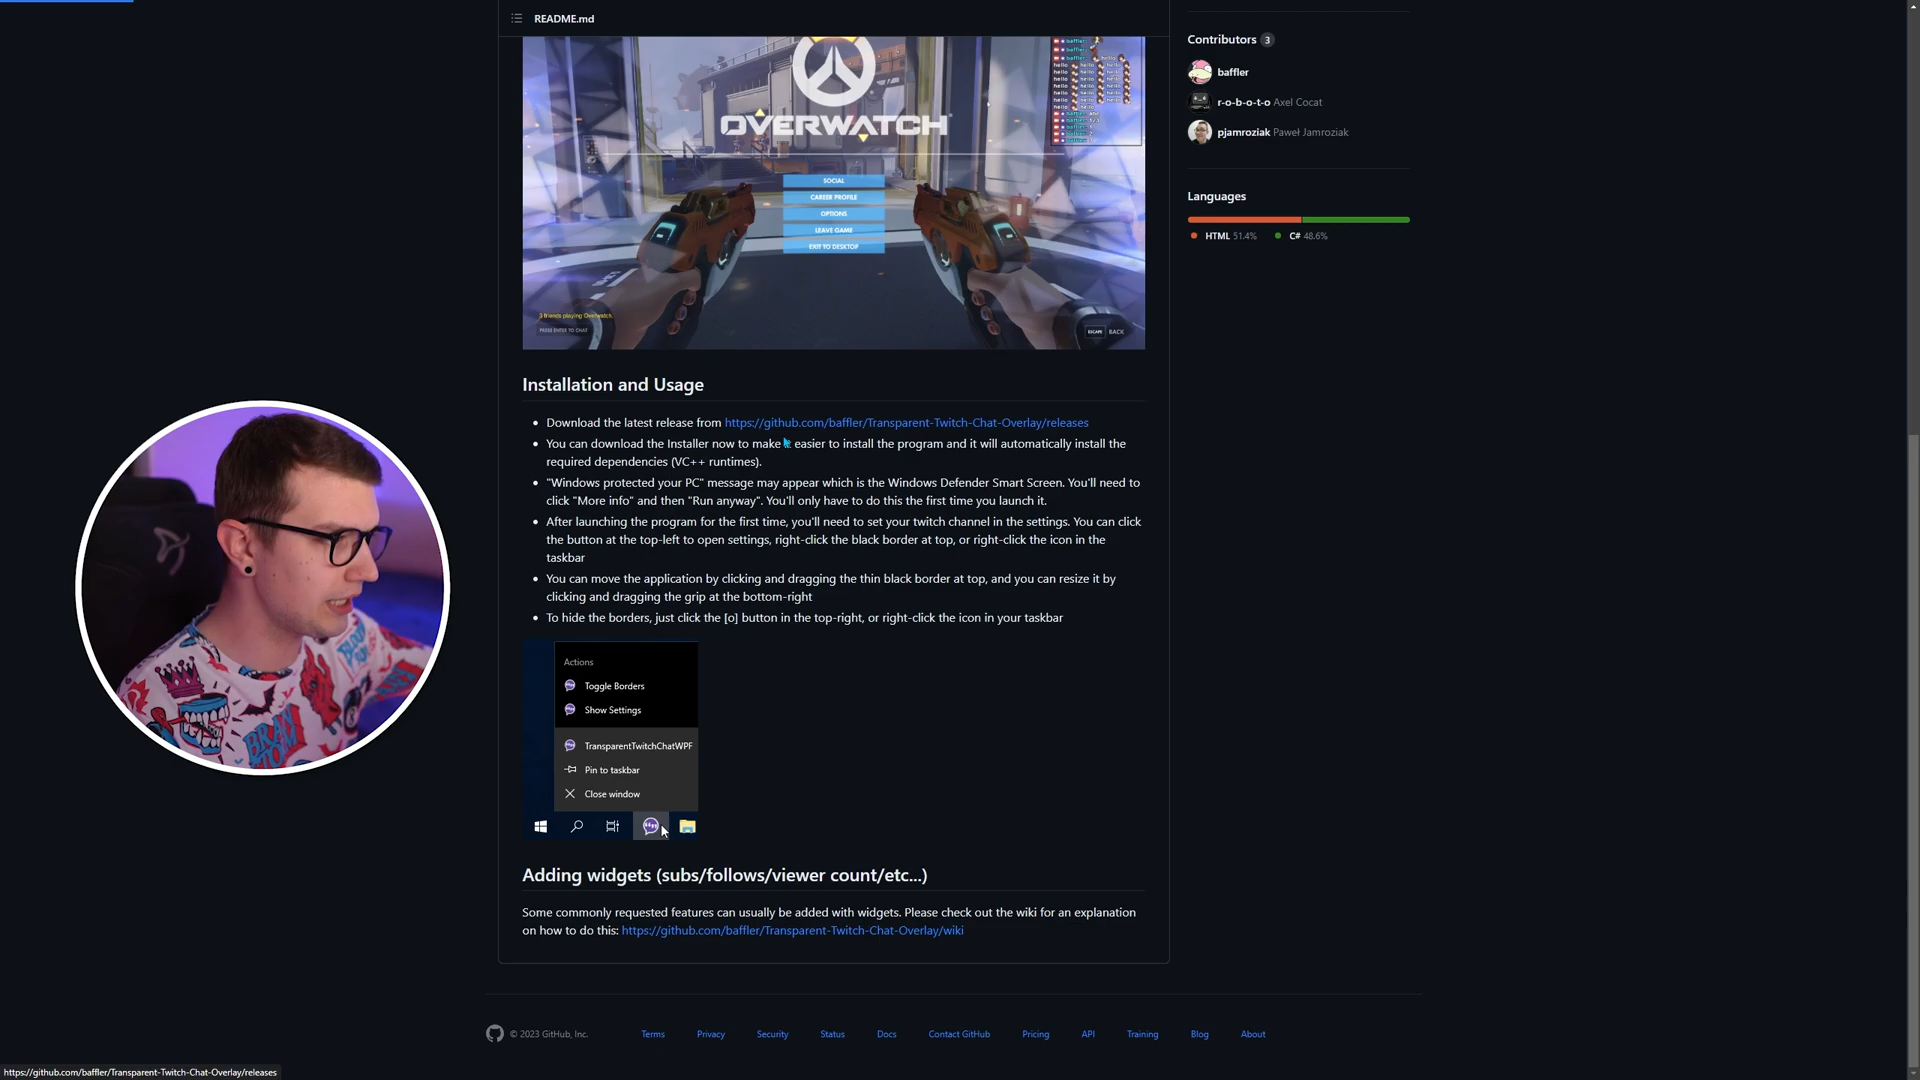 README.md
Contributors 3
baffler
r-o-b-o-t-o Axel Cocat
pjamroziak Paweł Jamroziak
Languages
HTML 51.4% C# 48.6%
OVERWATCH
SOCIAL
CAREER PROFILE
OPTIONS
LEAVE GAME
EXIT TO DESKTOP
3 friends playing Overwatch.
PRESS ENTER TO CHAT
ESCAPE BACK
Installation and Usage
Download the latest release from https://github.com/baffler/Transparent-Twitch-Chat-Overlay/releases
You can download the Installer now to make easier to install the program and it will automatically install the
required dependencies (VC++ runtimes).
"Windows protected your PC" message may appear which is the Windows Defender Smart Screen. You'll need to
click "More info" and then "Run anyway". You'll only have to do this the first time you launch it.
After launching the program for the first time, you'll need to set your twitch channel in the settings. You can click
the button at the top-left to open settings, right-click the black border at top, or right-click the icon in the
taskbar
You can move the application by clicking and dragging the thin black border at top, and you can resize it by
clicking and dragging the grip at the bottom-right
To hide the borders, just click the [o] button in the top-right, or right-click the icon in your taskbar
Actions
Toggle Borders
Show Settings
TransparentTwitchChatWPF
Pin to taskbar
Close window
Adding widgets (subs/follows/viewer count/etc...)
Some commonly requested features can usually be added with widgets. Please check out the wiki for an explanation
on how to do this: https://github.com/baffler/Transparent-Twitch-Chat-Overlay/wiki
© 2023 GitHub, Inc. Terms Privacy Security Status Docs Contact GitHub Pricing API Training Blog About
https://github.com/baffler/Transparent-Twitch-Chat-Overlay/releases